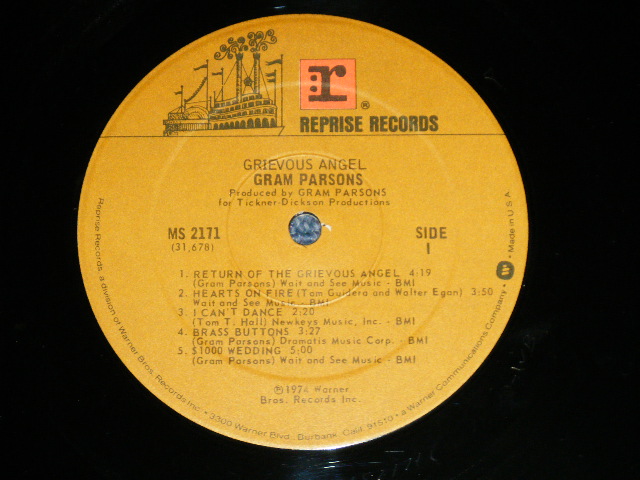 r ®
REPRISE RECORDS
GRIEVOUS ANGEL
GRAM PARSONS
Produced by GRAM PARSONS
for Tickner-Dickson Productions
MS 2171
(31,678)
SIDE
1
1. RETURN OF THE GRIEVOUS ANGEL 4:19
(Gram Parsons) Wait and See Music - BMI
2. HEARTS ON FIRE (Tom Guidera and Walter Egan) 3:50
Wait and See Music - BMI
3. I CAN'T DANCE 2:20
(Tom T. Hall) Newkeys Music, Inc. - BMI
4. BRASS BUTTONS 3:27
(Gram Parsons) Dramatis Music Corp. - BMI
5. $1000 WEDDING 5:00
(Gram Parsons) Wait and See Music - BMI
℗1974 Warner
Bros. Records Inc.
Reprise Records, a division of Warner Bros. Records Inc. • 3300 Warner Blvd., Burbank, Calif. 91510 • a Warner Communications Company • W • Made in U.S.A.